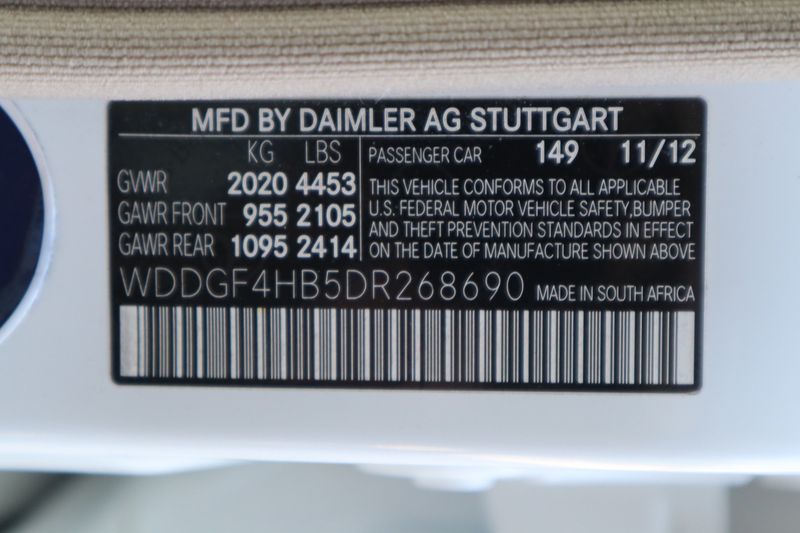 MFD BY DAIMLER AG STUTTGART
KG LBS
GVWR 2020 4453
GAWR FRONT 955 2105
GAWR REAR 1095 2414
PASSENGER CAR 149 11/12
THIS VEHICLE CONFORMS TO ALL APPLICABLE
U.S. FEDERAL MOTOR VEHICLE SAFETY,BUMPER
AND THEFT PREVENTION STANDARDS IN EFFECT
ON THE DATE OF MANUFACTURE SHOWN ABOVE
WDDGF4HB5DR268690 MADE IN SOUTH AFRICA